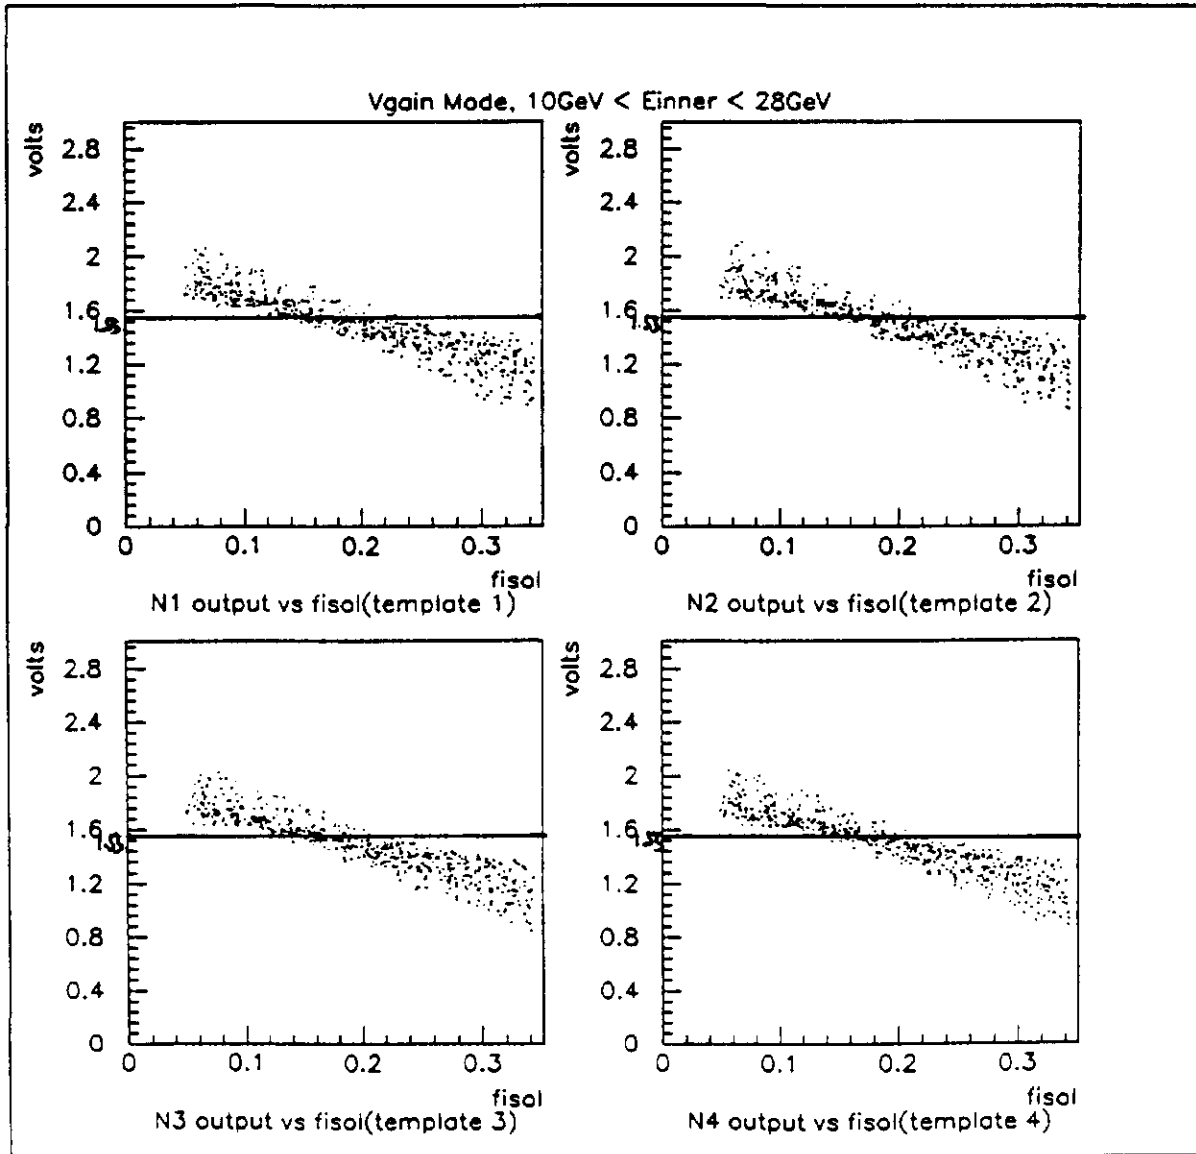 Vgain Mode, 10GeV < Einner < 28GeV
volts
2.8
2.4
2
1.6
1.2
0.8
0.4
0
0 0.1 0.2 0.3
fisol
N1 output vs fisol(template 1)
volts
2.8
2.4
2
1.6
1.2
0.8
0.4
0
0 0.1 0.2 0.3
fisol
N2 output vs fisol(template 2)
volts
2.8
2.4
2
1.6
1.2
0.8
0.4
0
0 0.1 0.2 0.3
fisol
N3 output vs fisol(template 3)
volts
2.8
2.4
2
1.6
1.2
0.8
0.4
0
0 0.1 0.2 0.3
fisol
N4 output vs fisol(template 4)